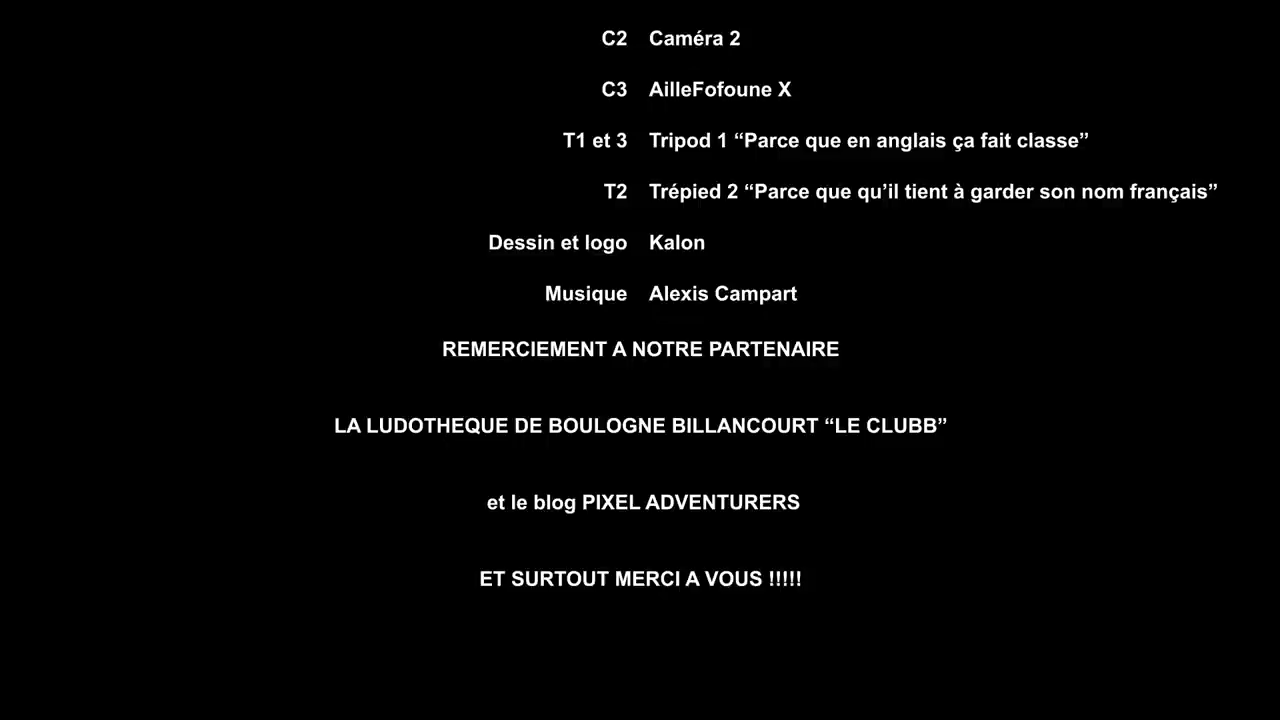 C2 Caméra 2
C3 AilleFofoune X
T1 et 3 Tripod 1 “Parce que en anglais ça fait classe”
T2 Trépied 2 “Parce que qu’il tient à garder son nom français”
Dessin et logo Kalon
Musique Alexis Campart
REMERCIEMENT A NOTRE PARTENAIRE
LA LUDOTHEQUE DE BOULOGNE BILLANCOURT “LE CLUBB”
et le blog PIXEL ADVENTURERS
ET SURTOUT MERCI A VOUS !!!!!